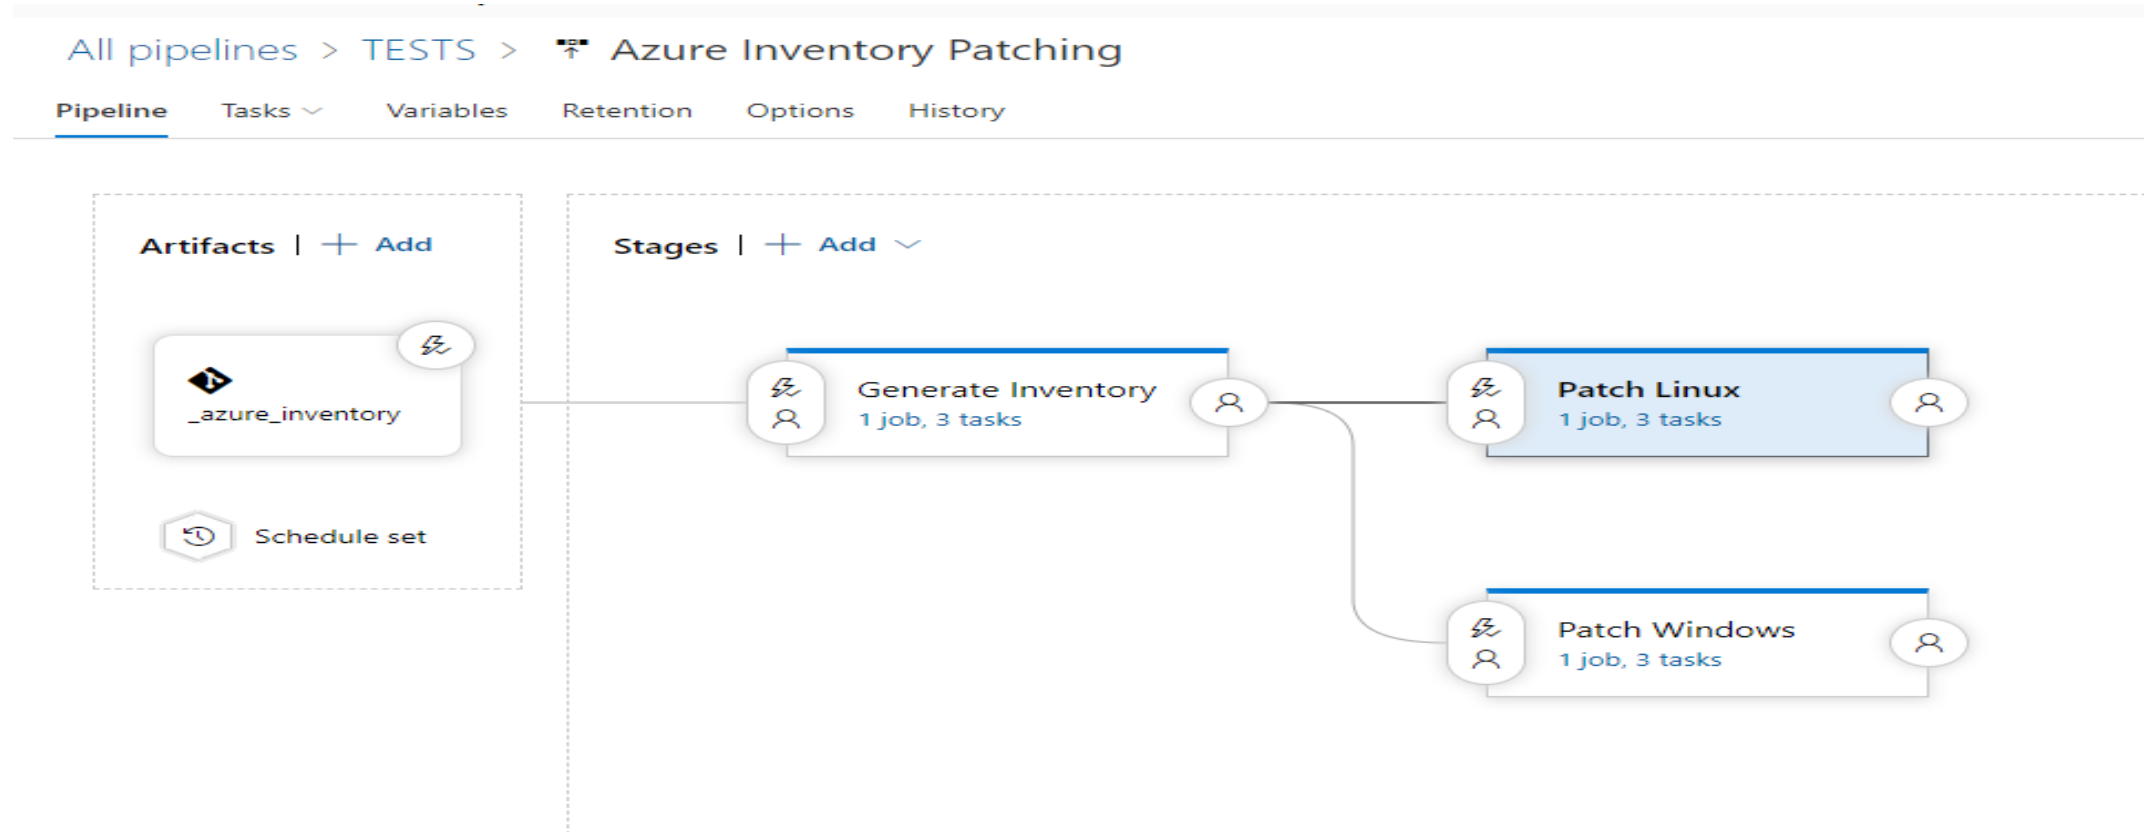 All pipelines > TESTS > Azure Inventory Patching
Pipeline Tasks Variables Retention Options History
Artifacts | + Add
Stages | + Add
_azure_inventory
Schedule set
Generate Inventory
1 job, 3 tasks
Patch Linux
1 job, 3 tasks
Patch Windows
1 job, 3 tasks